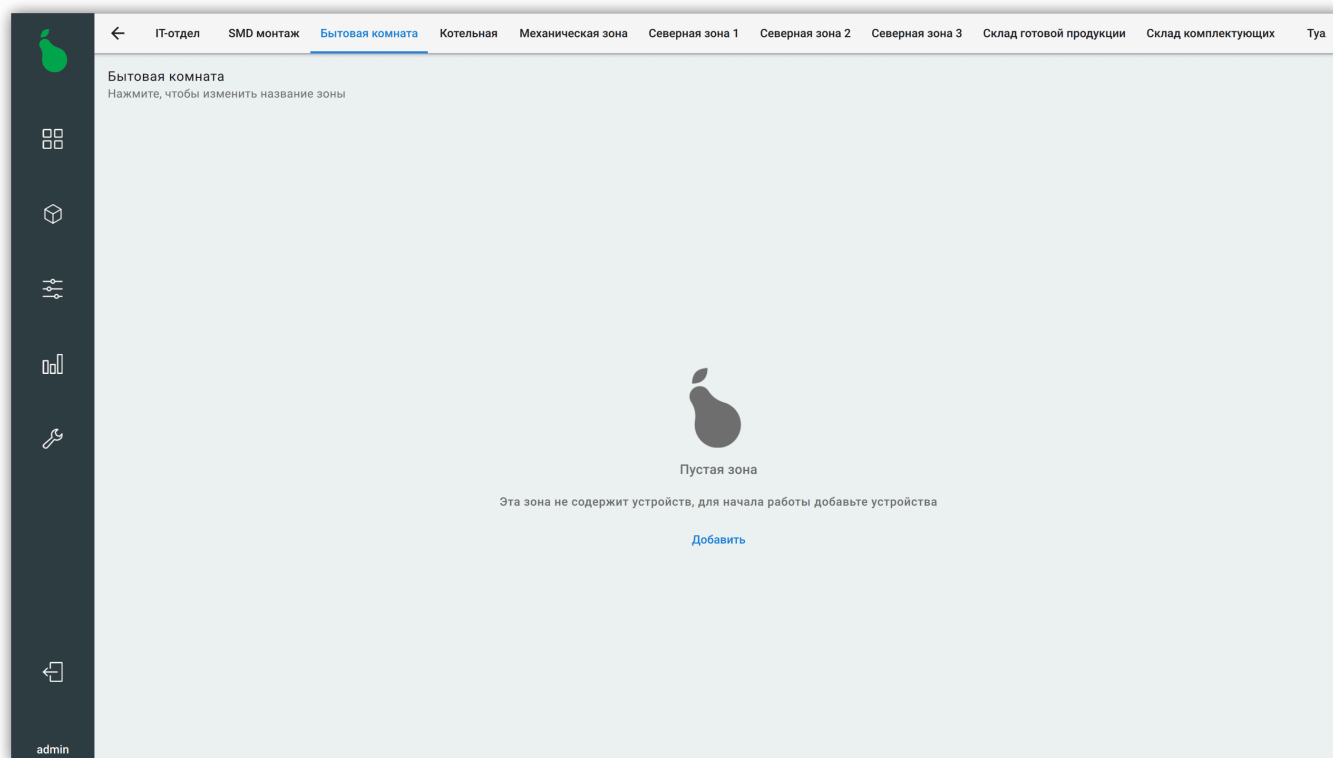 IT-отдел SMD монтаж Бытовая комната Котельная Механическая зона Северная зона 1 Северная зона 2 Северная зона 3 Склад готовой продукции Склад комплектующих Туа
Бытовая комната
Нажмите, чтобы изменить название зоны
Пустая зона
Эта зона не содержит устройств, для начала работы добавьте устройства
Добавить
admin